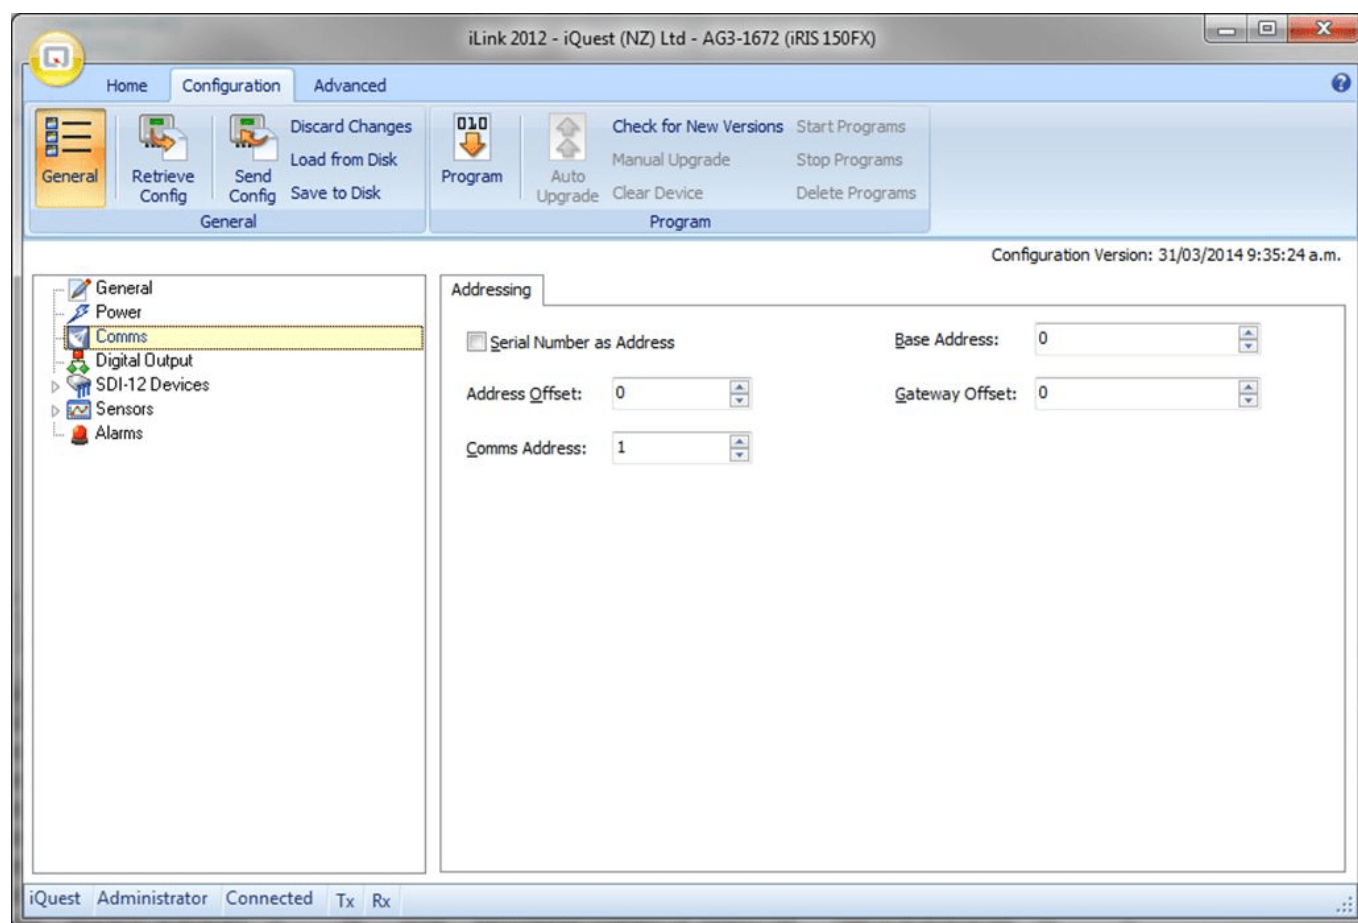 iLink 2012 - iQuest (NZ) Ltd - AG3-1672 (iRIS 150FX)
Home Configuration Advanced
General
Retrieve Config
Send Config
Discard Changes
Load from Disk
Save to Disk
General
010
Program
Auto Upgrade
Check for New Versions
Manual Upgrade
Clear Device
Start Programs
Stop Programs
Delete Programs
Program
Configuration Version: 31/03/2014 9:35:24 a.m.
General
Power
Comms
Digital Output
SDI-12 Devices
Sensors
Alarms
Addressing
Serial Number as Address
Base Address: 0
Address Offset: 0
Gateway Offset: 0
Comms Address: 1
iQuest Administrator Connected Tx Rx